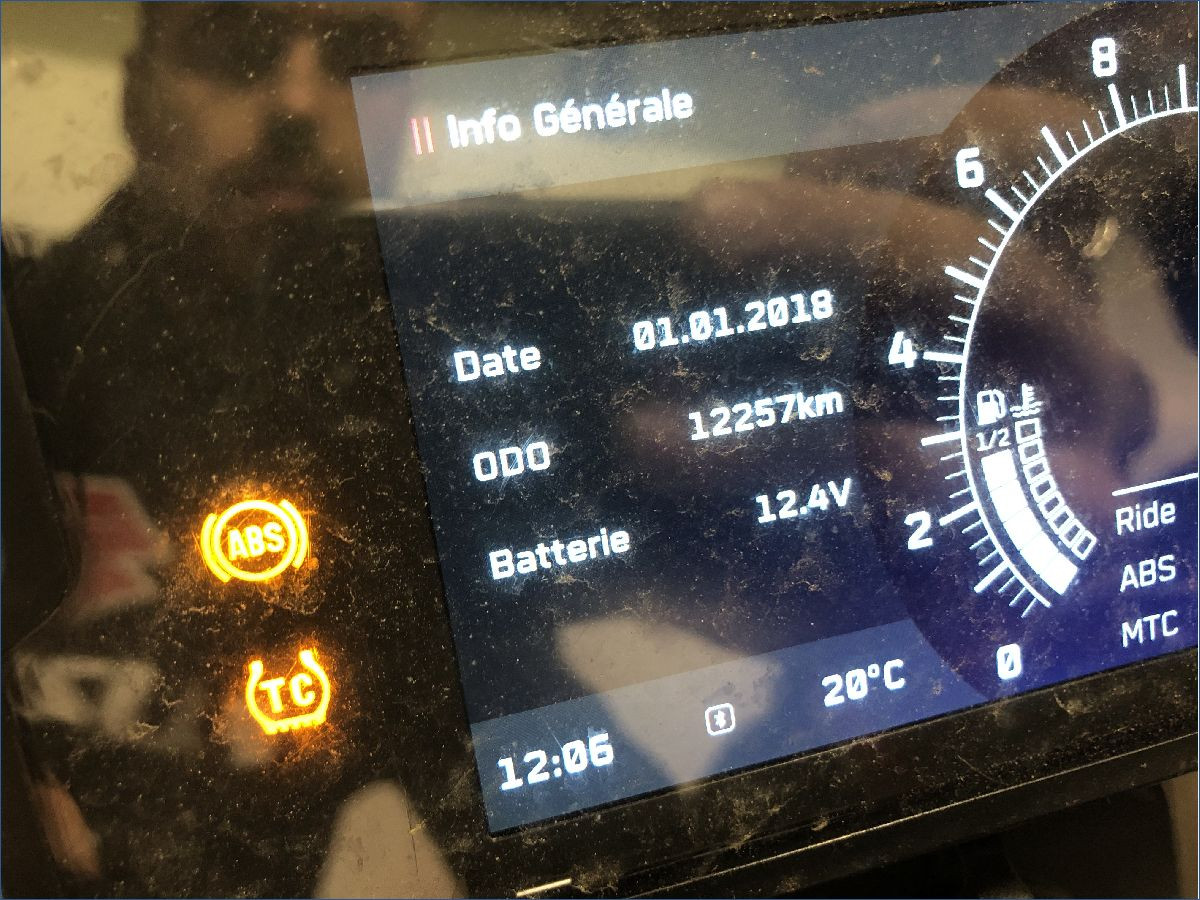 Info Générale
Date 01.01.2018
ODO 12257km
Batterie 12.4V
12:06 20°C
8
6
4
2
0
1/2
Ride
ABS
MTC
ABS
TC